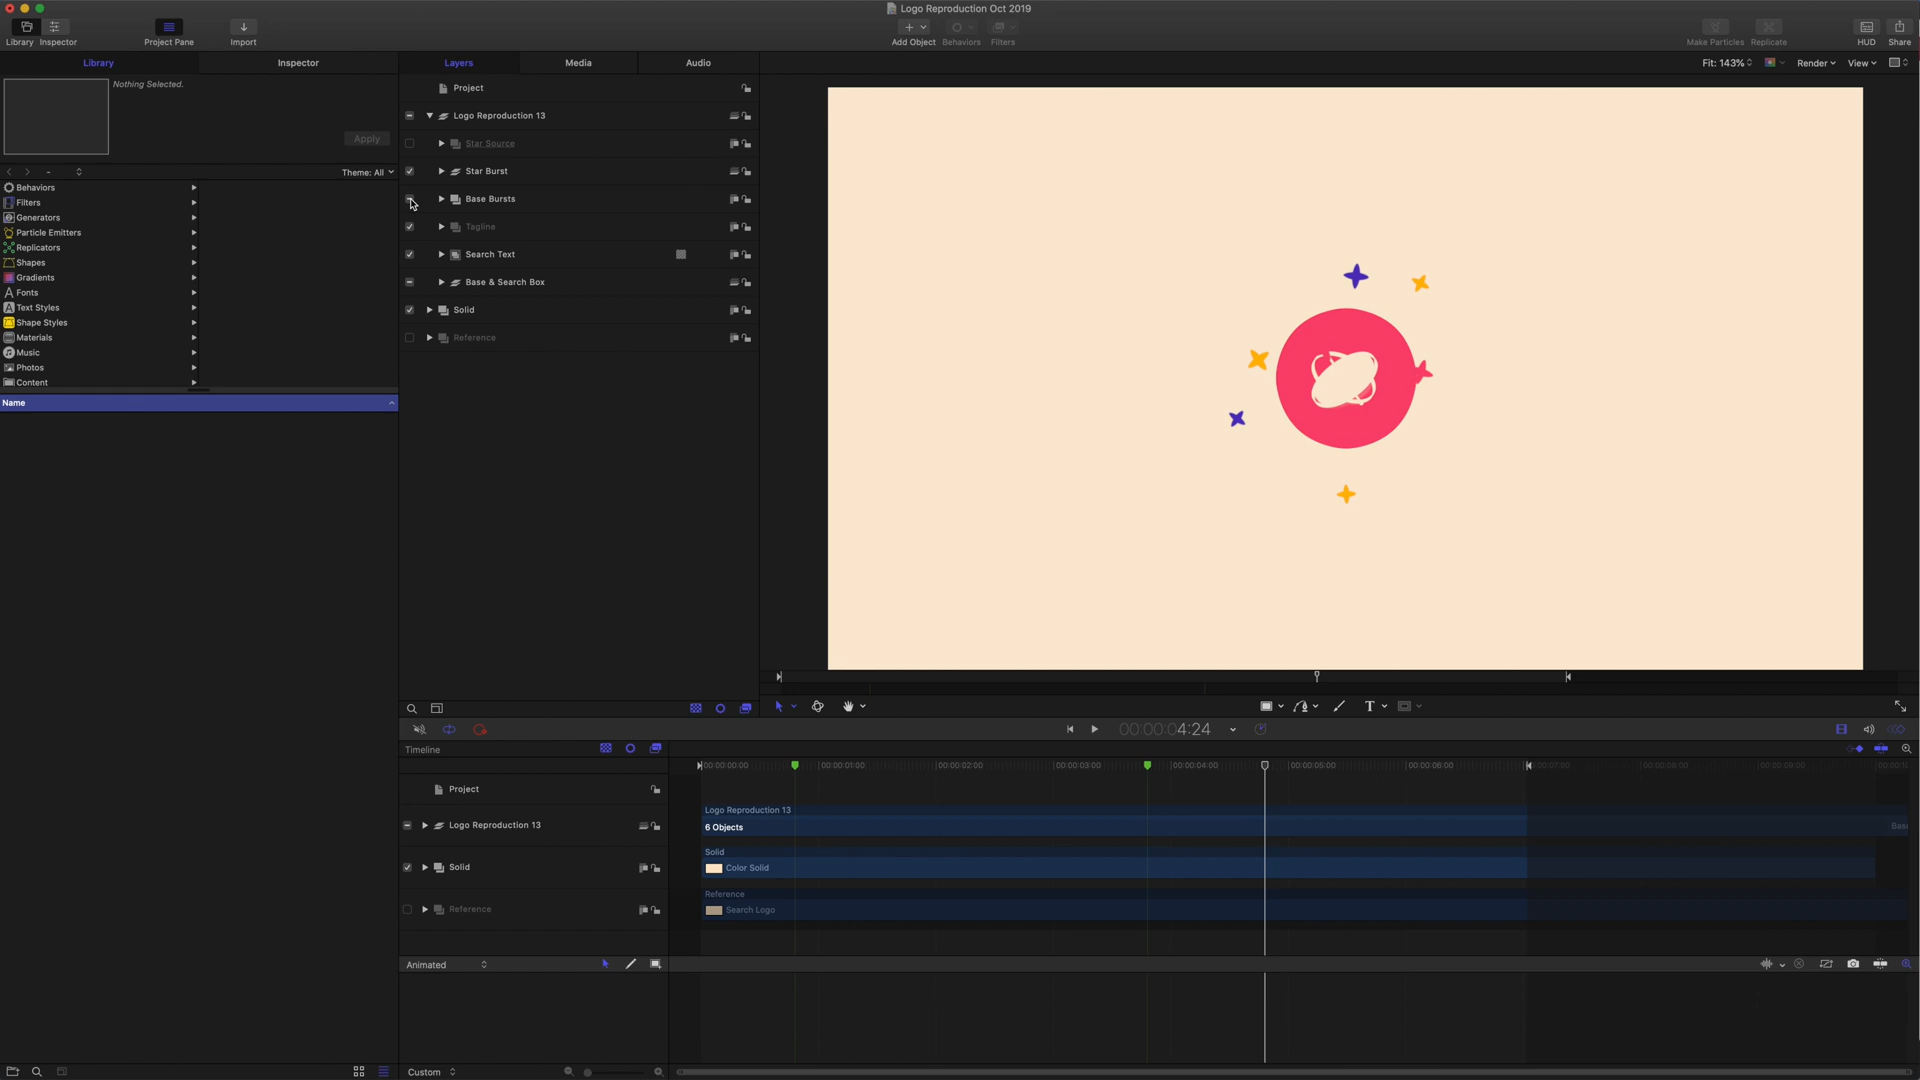 Logo Reproduction Oct 2019
Library
Inspector
Project Pane
Import
Add Object
Behaviors
Filters
Make Particles
Replicate
HUD
Share
Library
Inspector
Layers
Media
Audio
Fit: 143%
Render
View
Nothing Selected.
Apply
Theme: All
Behaviors
Filters
Generators
Particle Emitters
Replicators
Shapes
Gradients
Fonts
Text Styles
Shape Styles
Materials
Music
Photos
Content
Name
Project
Logo Reproduction 13
Star Source
Star Burst
Base Bursts
Tagline
Search Text
Base & Search Box
Solid
Reference
T
00:00:04:24
Timeline
00:00:00:00
00:00:01:00
00:00:02:00
00:00:03:00
00:00:04:00
00:00:05:00
00:00:06:00
00:00:07:00
00:00:08:00
00:00:09:00
Project
Logo Reproduction 13
Solid
Reference
Logo Reproduction 13
6 Objects
Solid
Color Solid
Reference
Search Logo
Animated
Custom